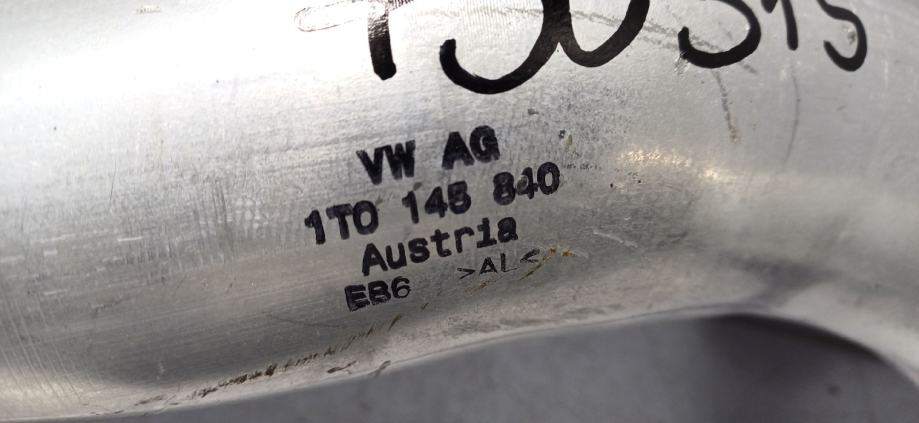 VW AG
1T0 145 840
Austria
EB6 >AL<